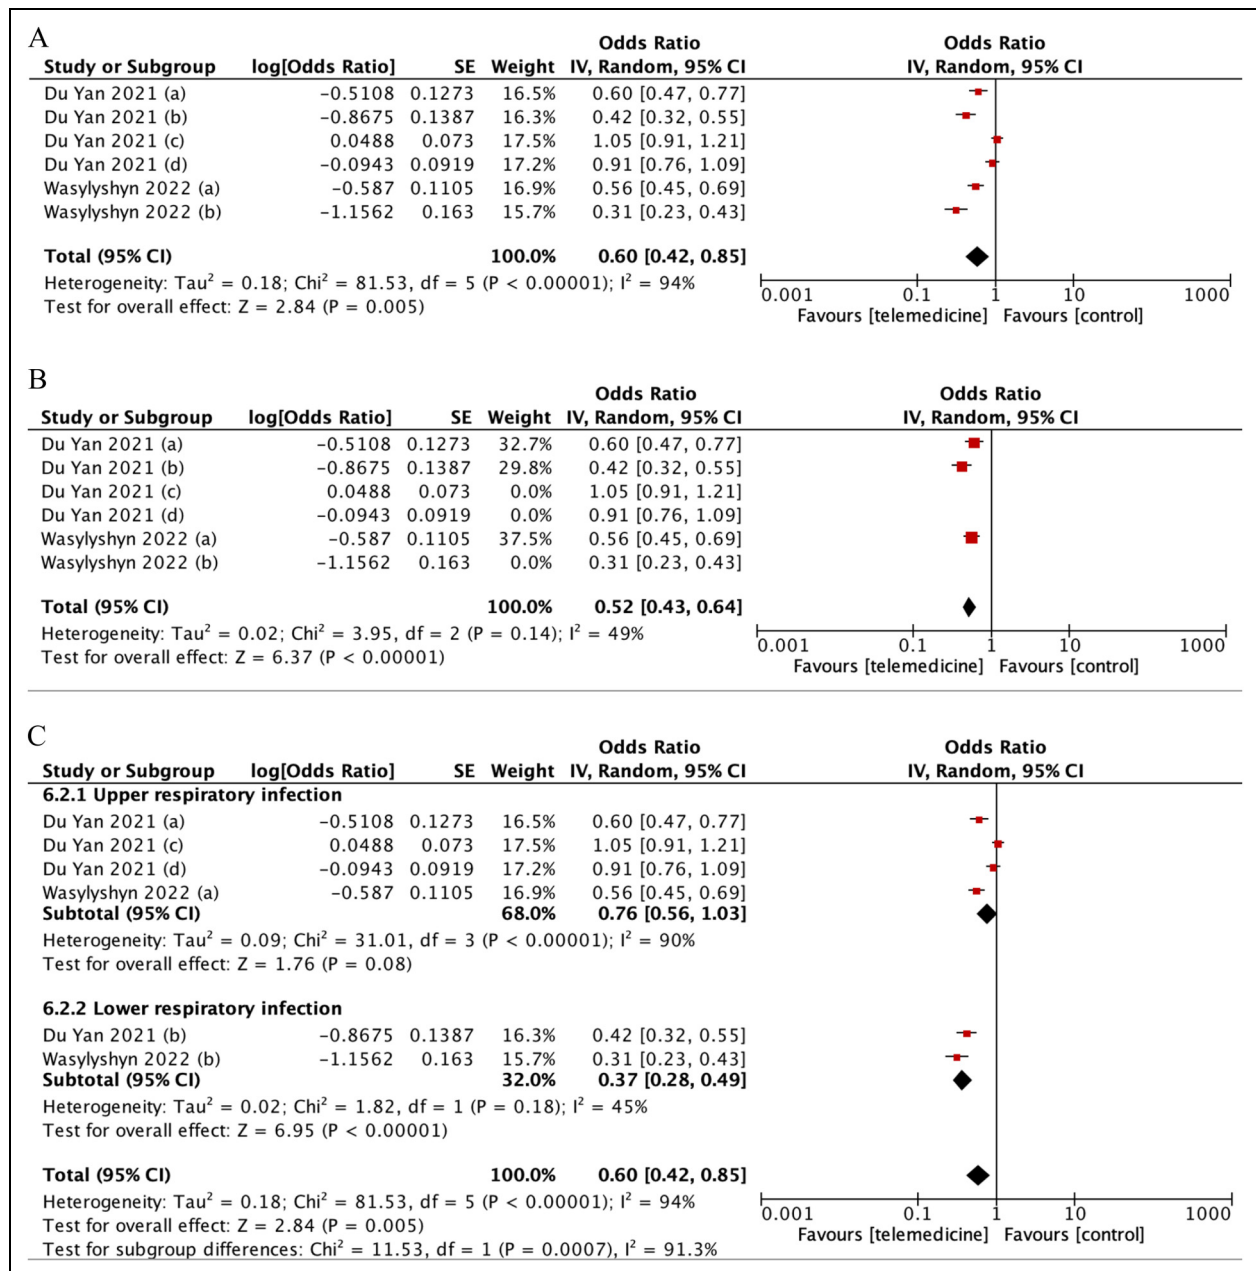 A
Odds Ratio Odds Ratio
Study or Subgroup log[Odds Ratio] SE Weight IV, Random, 95% CI IV, Random, 95% CI
Du Yan 2021 (a) −0.5108 0.1273 16.5% 0.60 [0.47, 0.77]
Du Yan 2021 (b) −0.8675 0.1387 16.3% 0.42 [0.32, 0.55]
Du Yan 2021 (c) 0.0488 0.073 17.5% 1.05 [0.91, 1.21]
Du Yan 2021 (d) −0.0943 0.0919 17.2% 0.91 [0.76, 1.09]
Wasylyshyn 2022 (a) −0.587 0.1105 16.9% 0.56 [0.45, 0.69]
Wasylyshyn 2022 (b) −1.1562 0.163 15.7% 0.31 [0.23, 0.43]
Total (95% CI) 100.0% 0.60 [0.42, 0.85]
Heterogeneity: Tau² = 0.18; Chi² = 81.53, df = 5 (P < 0.00001); I² = 94%
Test for overall effect: Z = 2.84 (P = 0.005)
0.001 0.1 1 10 1000
Favours [telemedicine] Favours [control]
B
Odds Ratio Odds Ratio
Study or Subgroup log[Odds Ratio] SE Weight IV, Random, 95% CI IV, Random, 95% CI
Du Yan 2021 (a) −0.5108 0.1273 32.7% 0.60 [0.47, 0.77]
Du Yan 2021 (b) −0.8675 0.1387 29.8% 0.42 [0.32, 0.55]
Du Yan 2021 (c) 0.0488 0.073 0.0% 1.05 [0.91, 1.21]
Du Yan 2021 (d) −0.0943 0.0919 0.0% 0.91 [0.76, 1.09]
Wasylyshyn 2022 (a) −0.587 0.1105 37.5% 0.56 [0.45, 0.69]
Wasylyshyn 2022 (b) −1.1562 0.163 0.0% 0.31 [0.23, 0.43]
Total (95% CI) 100.0% 0.52 [0.43, 0.64]
Heterogeneity: Tau² = 0.02; Chi² = 3.95, df = 2 (P = 0.14); I² = 49%
Test for overall effect: Z = 6.37 (P < 0.00001)
0.001 0.1 1 10 1000
Favours [telemedicine] Favours [control]
C
Odds Ratio Odds Ratio
Study or Subgroup log[Odds Ratio] SE Weight IV, Random, 95% CI IV, Random, 95% CI
6.2.1 Upper respiratory infection
Du Yan 2021 (a) −0.5108 0.1273 16.5% 0.60 [0.47, 0.77]
Du Yan 2021 (c) 0.0488 0.073 17.5% 1.05 [0.91, 1.21]
Du Yan 2021 (d) −0.0943 0.0919 17.2% 0.91 [0.76, 1.09]
Wasylyshyn 2022 (a) −0.587 0.1105 16.9% 0.56 [0.45, 0.69]
Subtotal (95% CI) 68.0% 0.76 [0.56, 1.03]
Heterogeneity: Tau² = 0.09; Chi² = 31.01, df = 3 (P < 0.00001); I² = 90%
Test for overall effect: Z = 1.76 (P = 0.08)
6.2.2 Lower respiratory infection
Du Yan 2021 (b) −0.8675 0.1387 16.3% 0.42 [0.32, 0.55]
Wasylyshyn 2022 (b) −1.1562 0.163 15.7% 0.31 [0.23, 0.43]
Subtotal (95% CI) 32.0% 0.37 [0.28, 0.49]
Heterogeneity: Tau² = 0.02; Chi² = 1.82, df = 1 (P = 0.18); I² = 45%
Test for overall effect: Z = 6.95 (P < 0.00001)
Total (95% CI) 100.0% 0.60 [0.42, 0.85]
Heterogeneity: Tau² = 0.18; Chi² = 81.53, df = 5 (P < 0.00001); I² = 94%
Test for overall effect: Z = 2.84 (P = 0.005)
Test for subgroup differences: Chi² = 11.53, df = 1 (P = 0.0007), I² = 91.3%
0.001 0.1 1 10 1000
Favours [telemedicine] Favours [control]